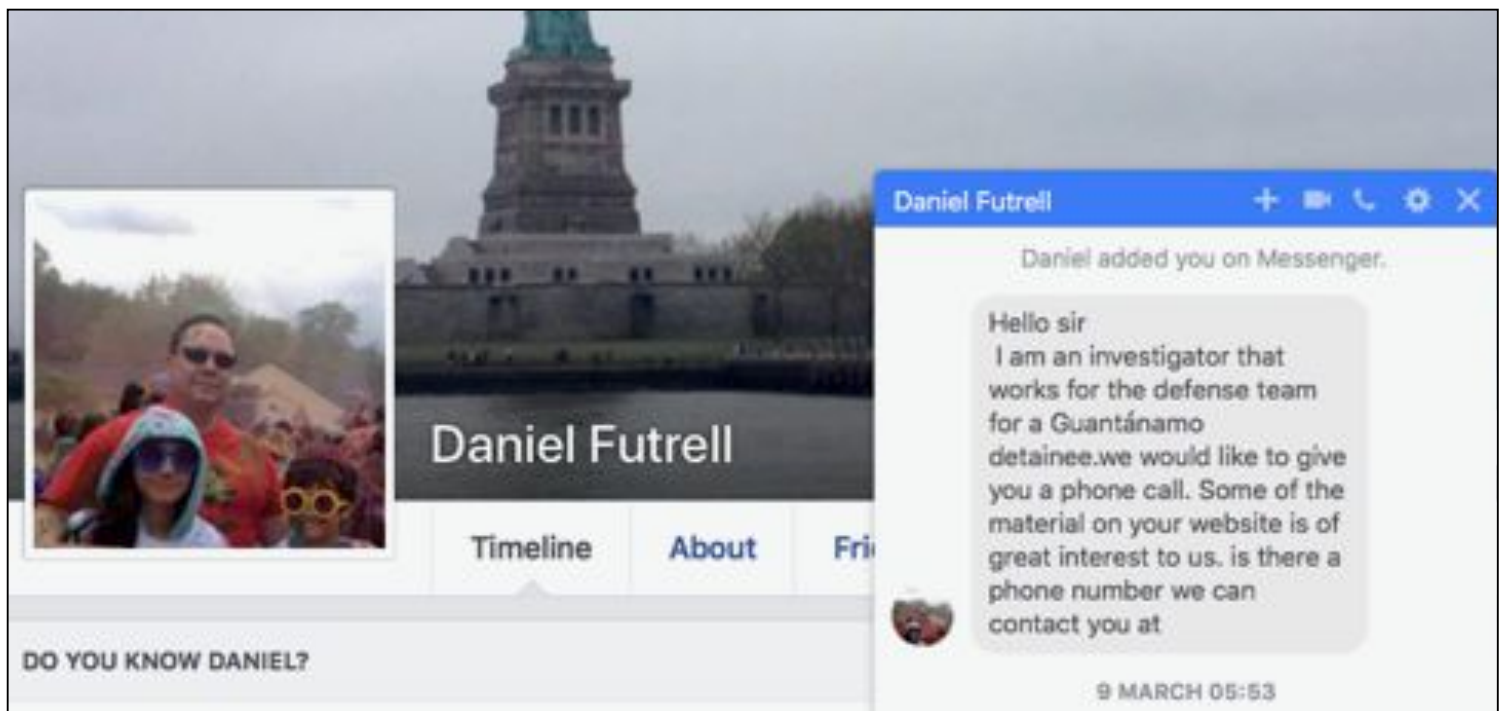 Daniel Futrell
Timeline
About
Daniel Futrell
Daniel added you on Messenger.
Hello sir
I am an investigator that
works for the defense team
for a Guantánamo
detainee.we would like to give
you a phone call. Some of the
material on your website is of
great interest to us. is there a
phone number we can
contact you at
DO YOU KNOW DANIEL?
9 MARCH 05:53